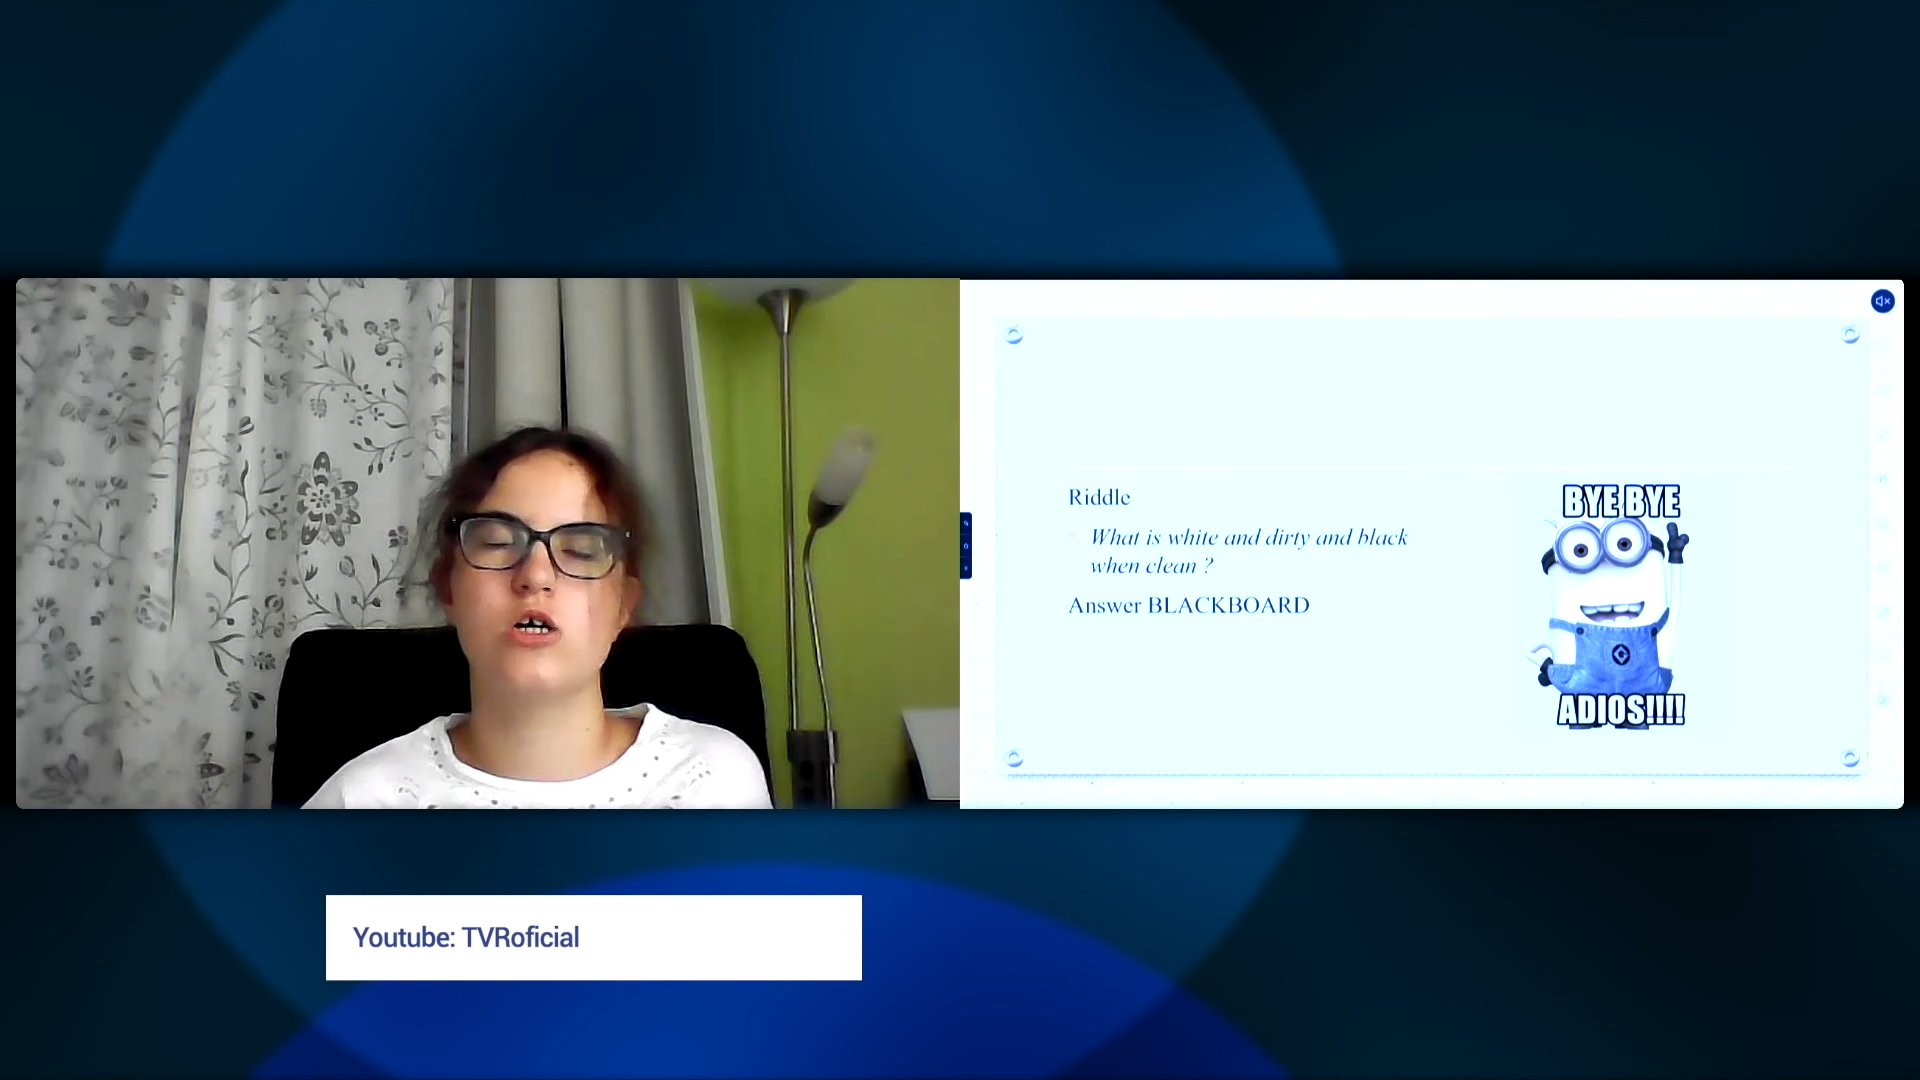 Riddle
What is white and dirty and black
when clean ?
Answer BLACKBOARD
BYE BYE
ADIOS!!!!
Youtube: TVRoficial